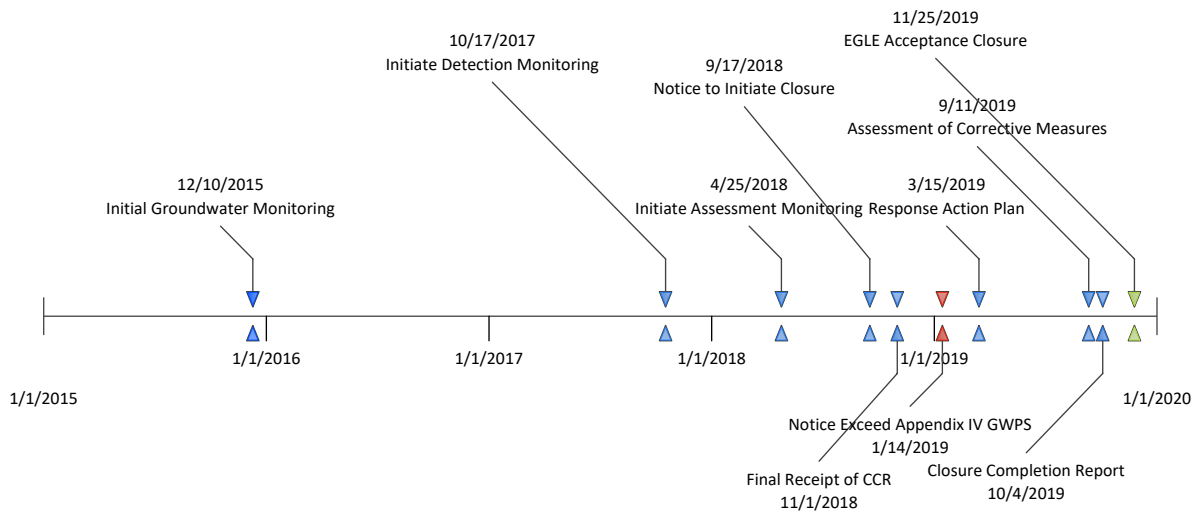 11/25/2019
EGLE Acceptance Closure
10/17/2017
Initiate Detection Monitoring
9/17/2018
Notice to Initiate Closure
9/11/2019
Assessment of Corrective Measures
12/10/2015
Initial Groundwater Monitoring
4/25/2018
Initiate Assessment Monitoring
3/15/2019
Response Action Plan
1/1/2016
1/1/2017
1/1/2018
1/1/2019
1/1/2015
1/1/2020
Notice Exceed Appendix IV GWPS
1/14/2019
Final Receipt of CCR
11/1/2018
Closure Completion Report
10/4/2019